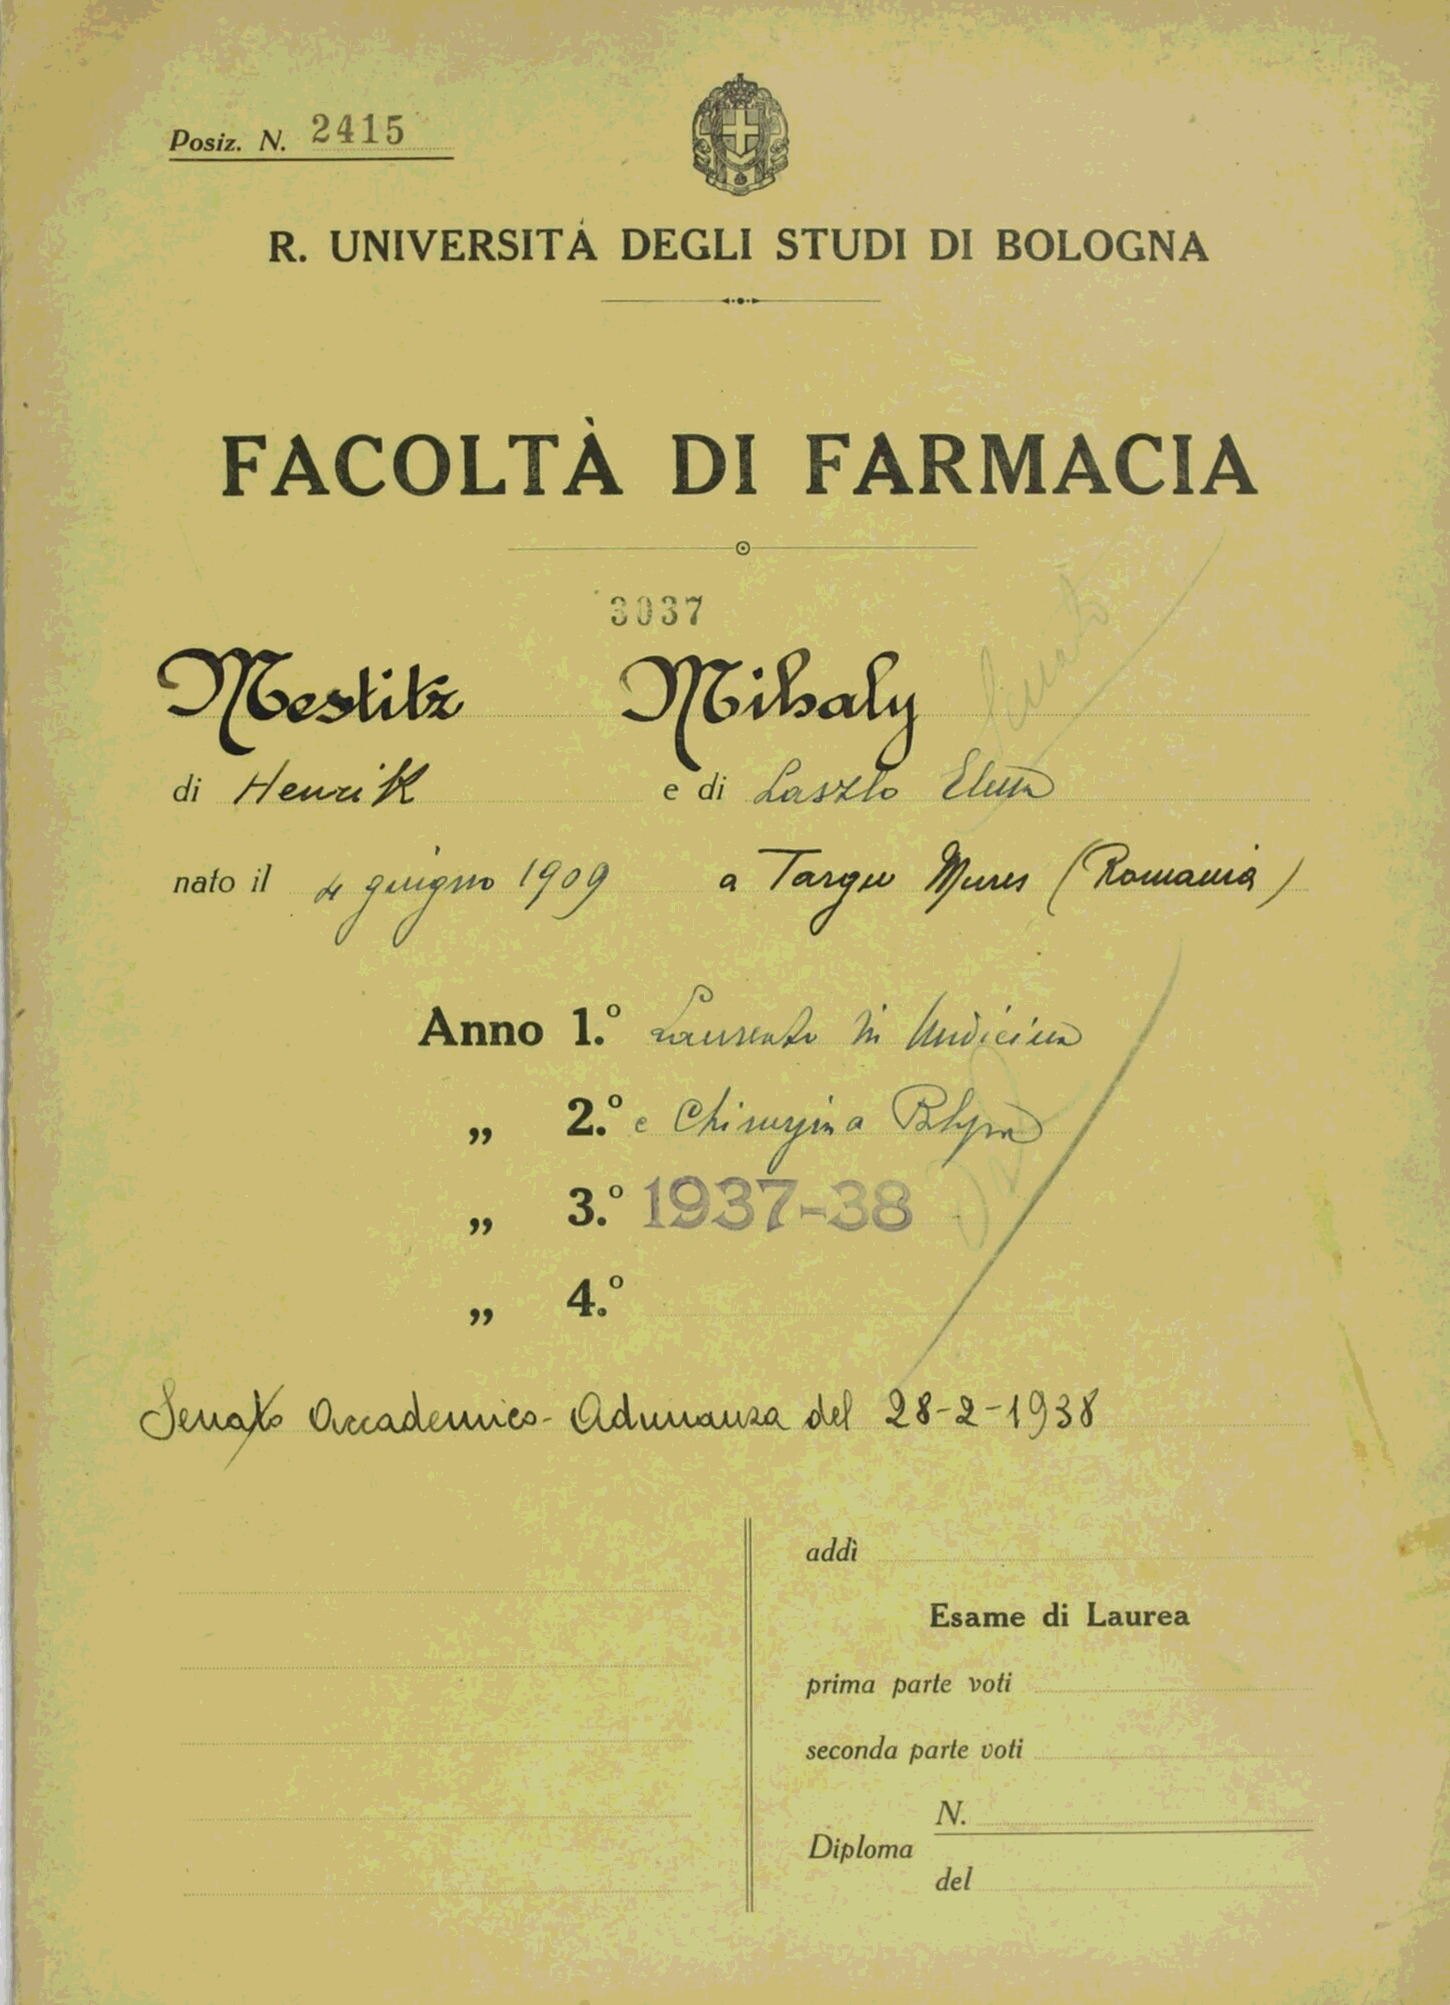 Posiz. N. 2415
R. UNIVERSITÀ DEGLI STUDI DI BOLOGNA
FACOLTÀ DI FARMACIA
3037
Mestitz Mihaly
di Henrik e di Laszlo
nato il 4 giugno 1909 a Targu Mures (Romania)
Anno 1.° Laureato in Medicina
„ 2.° e Chirurgia a Bologna
„ 3.° 1937-38
„ 4.°
Senato Accademico - Adunanza del 28-2-1938
addì
Esame di Laurea
prima parte voti
seconda parte voti
Diploma N.
del